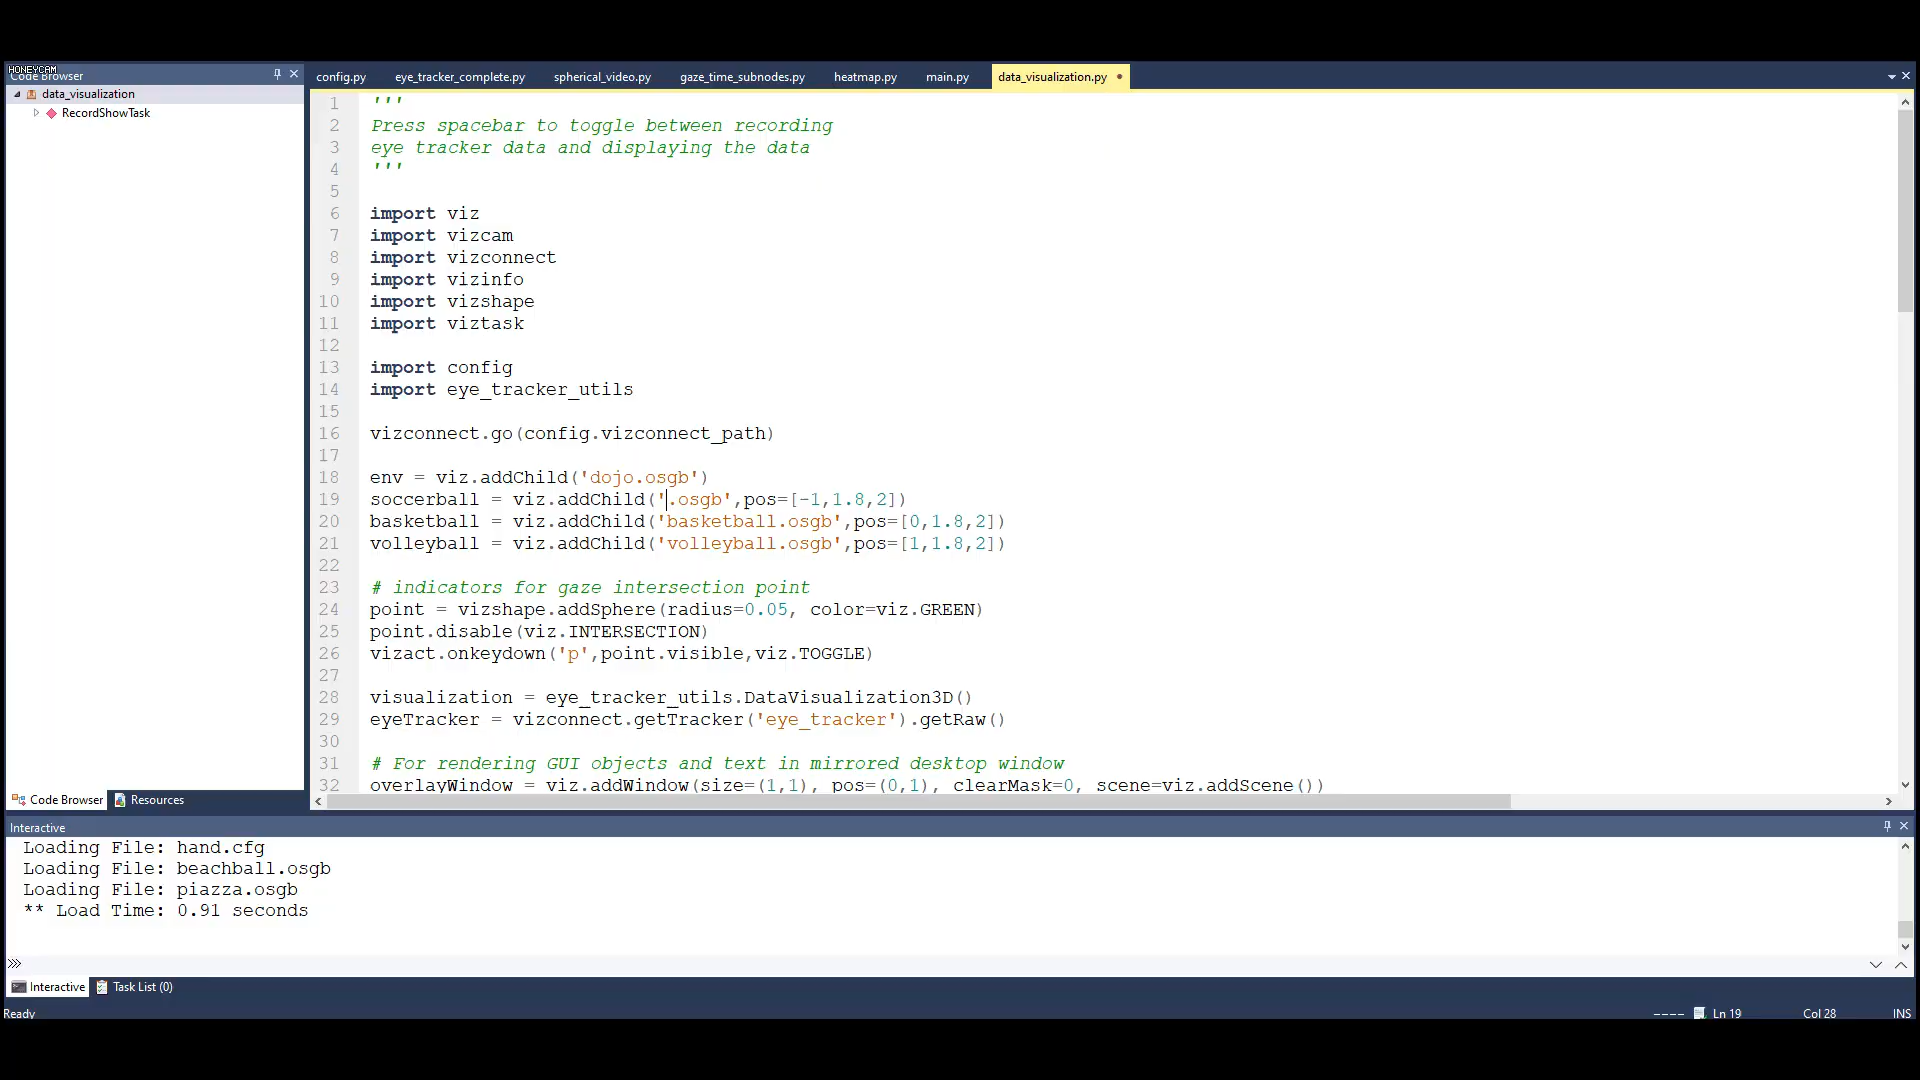 HONEYCAM
Code Browser
config.py eye_tracker_complete.py spherical_video.py gaze_time_subnodes.py heatmap.py main.py data_visualization.py
data_visualization
RecordShowTask
1 '''
2 Press spacebar to toggle between recording
3 eye tracker data and displaying the data
4 '''
5
6 import viz
7 import vizcam
8 import vizconnect
9 import vizinfo
10 import vizshape
11 import viztask
12
13 import config
14 import eye_tracker_utils
15
16 vizconnect.go(config.vizconnect_path)
17
18 env = viz.addChild('dojo.osgb')
19 soccerball = viz.addChild('.osgb',pos=[-1,1.8,2])
20 basketball = viz.addChild('basketball.osgb',pos=[0,1.8,2])
21 volleyball = viz.addChild('volleyball.osgb',pos=[1,1.8,2])
22
23 # indicators for gaze intersection point
24 point = vizshape.addSphere(radius=0.05, color=viz.GREEN)
25 point.disable(viz.INTERSECTION)
26 vizact.onkeydown('p',point.visible,viz.TOGGLE)
27
28 visualization = eye_tracker_utils.DataVisualization3D()
29 eyeTracker = vizconnect.getTracker('eye_tracker').getRaw()
30
31 # For rendering GUI objects and text in mirrored desktop window
32 overlayWindow = viz.addWindow(size=(1,1), pos=(0,1), clearMask=0, scene=viz.addScene())
Code Browser Resources
Interactive
Loading File: hand.cfg
Loading File: beachball.osgb
Loading File: piazza.osgb
** Load Time: 0.91 seconds
>>>
Interactive Task List (0)
Ready ---- Ln 19 Col 28 INS